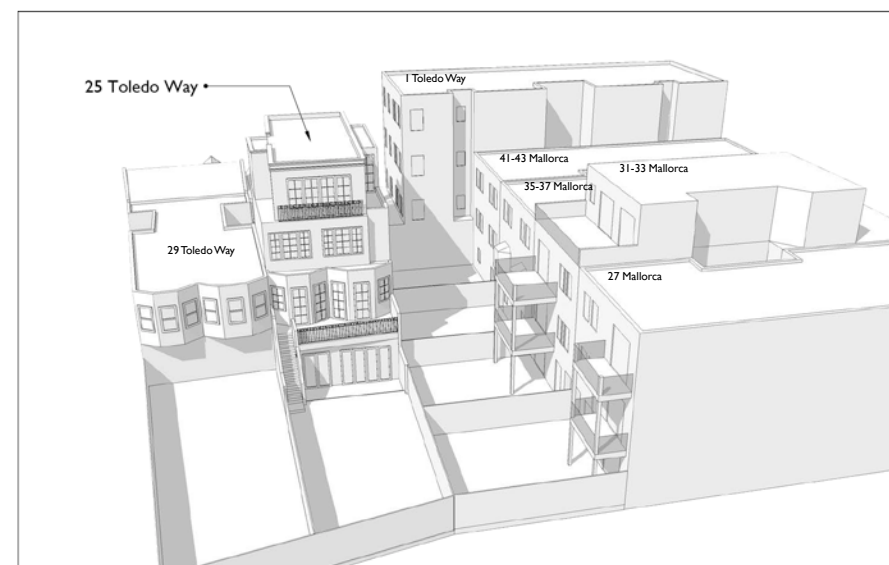 1 Toledo Way
25 Toledo Way
41-43 Mallorca
31-33 Mallorca
35-37 Mallorca
29 Toledo Way
27 Mallorca